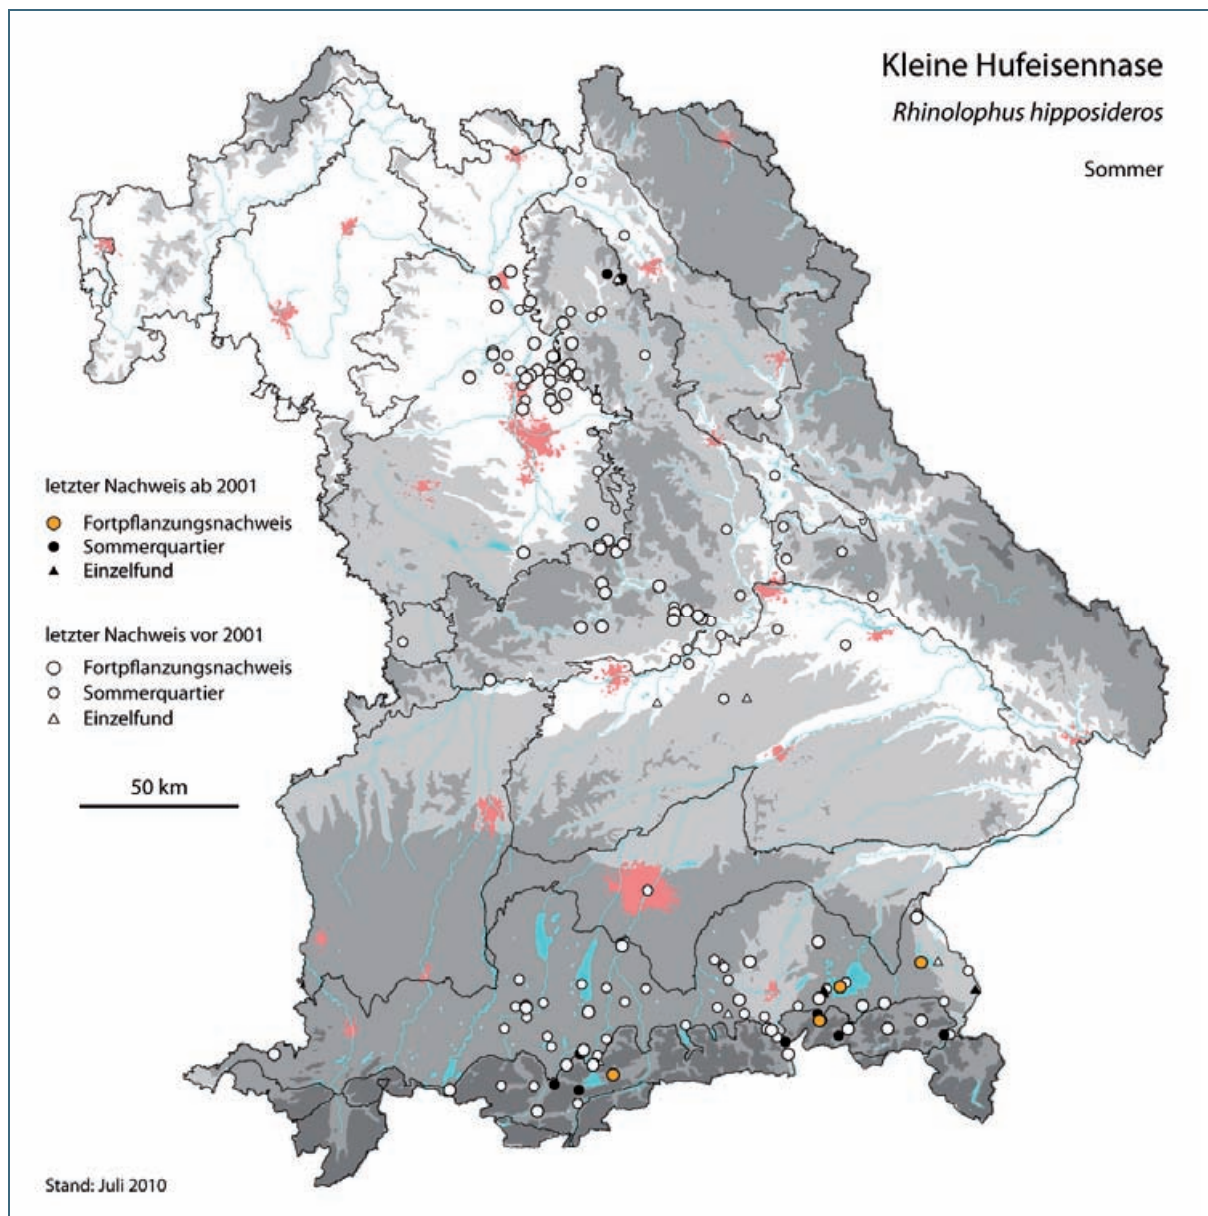 Kleine Hufeisennase
Rhinolophus hipposideros
Sommer
letzter Nachweis ab 2001
Fortpflanzungsnachweis
Sommerquartier
Einzelfund
letzter Nachweis vor 2001
Fortpflanzungsnachweis
Sommerquartier
Einzelfund
50 km
Stand: Juli 2010